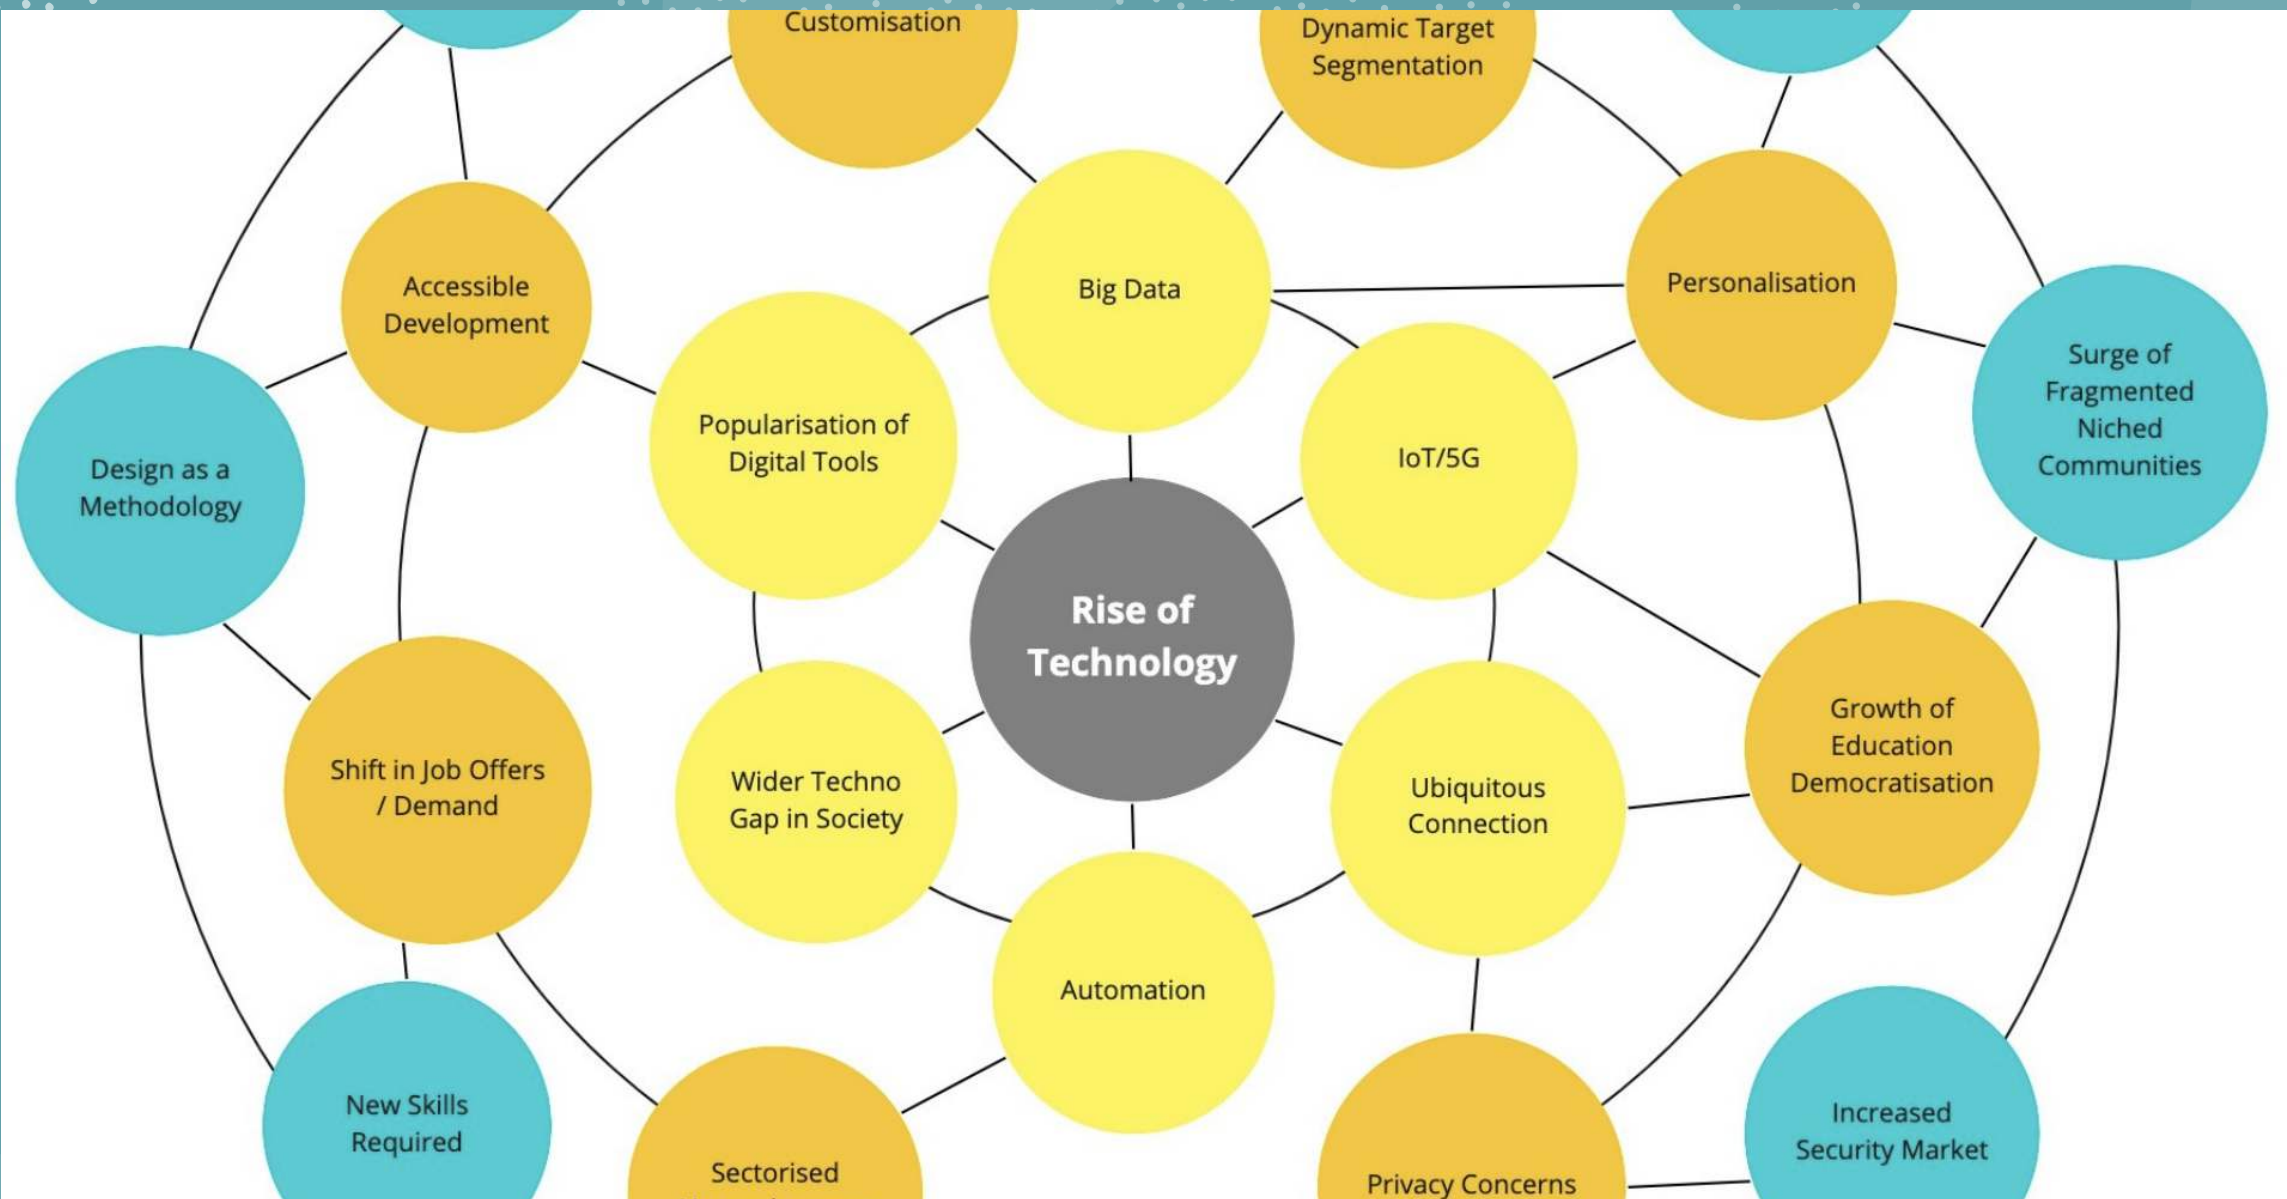 Customisation
Dynamic Target
Segmentation
Accessible
Development
Big Data
Personalisation
Surge of
Fragmented
Niched
Communities
Popularisation of
Digital Tools
IoT/5G
Design as a
Methodology
Rise of
Technology
Growth of
Education
Democratisation
Shift in Job Offers
/ Demand
Wider Techno
Gap in Society
Ubiquitous
Connection
Automation
New Skills
Required
Increased
Security Market
Sectorised
Privacy Concerns